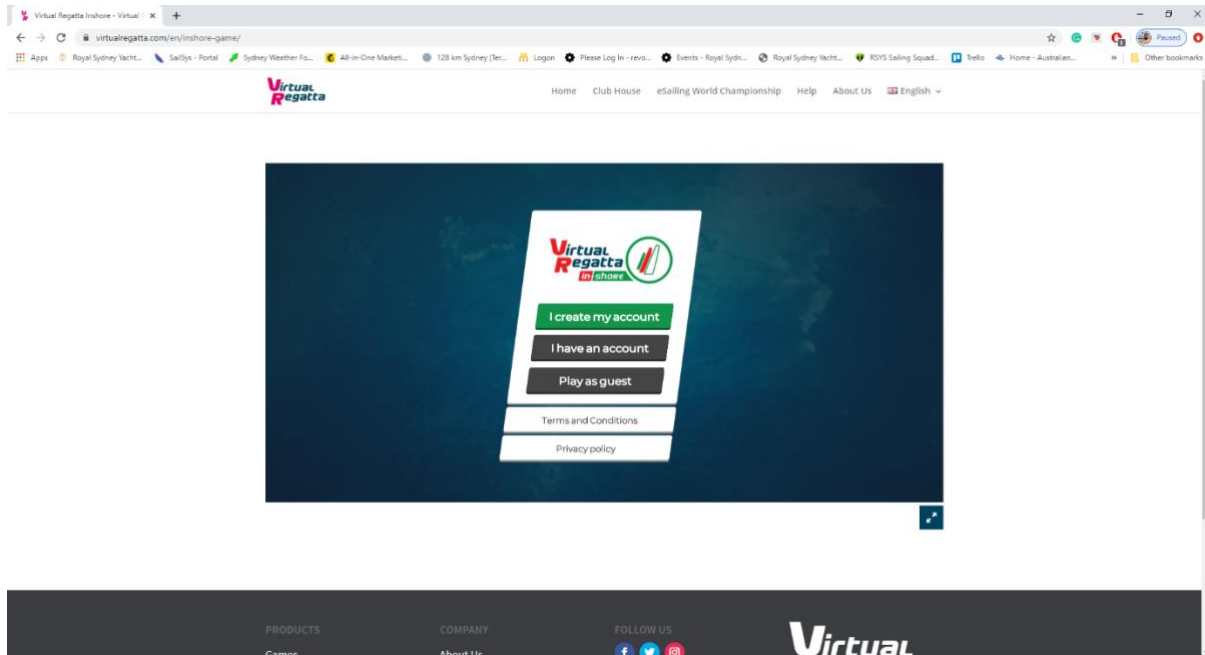 Virtual Regatta Inshore - Virtual
virtualregatta.com/en/inshore-game/
Paused
Apps Royal Sydney Yacht... SailSys - Portal Sydney Weather Fo... All-in-One Marketi... 128 km Sydney (Ter... Logon Please Log In - revo... Events - Royal Sydn... Royal Sydney Yacht... RSYS Sailing Squad... Trello Home - Australian... Other bookmarks
Virtual
Regatta
Home Club House eSailing World Championship Help About Us English
Virtual
Regatta
inshore
I create my account
I have an account
Play as guest
Terms and Conditions
Privacy policy
PRODUCTS COMPANY FOLLOW US
Virtual
Games About Us